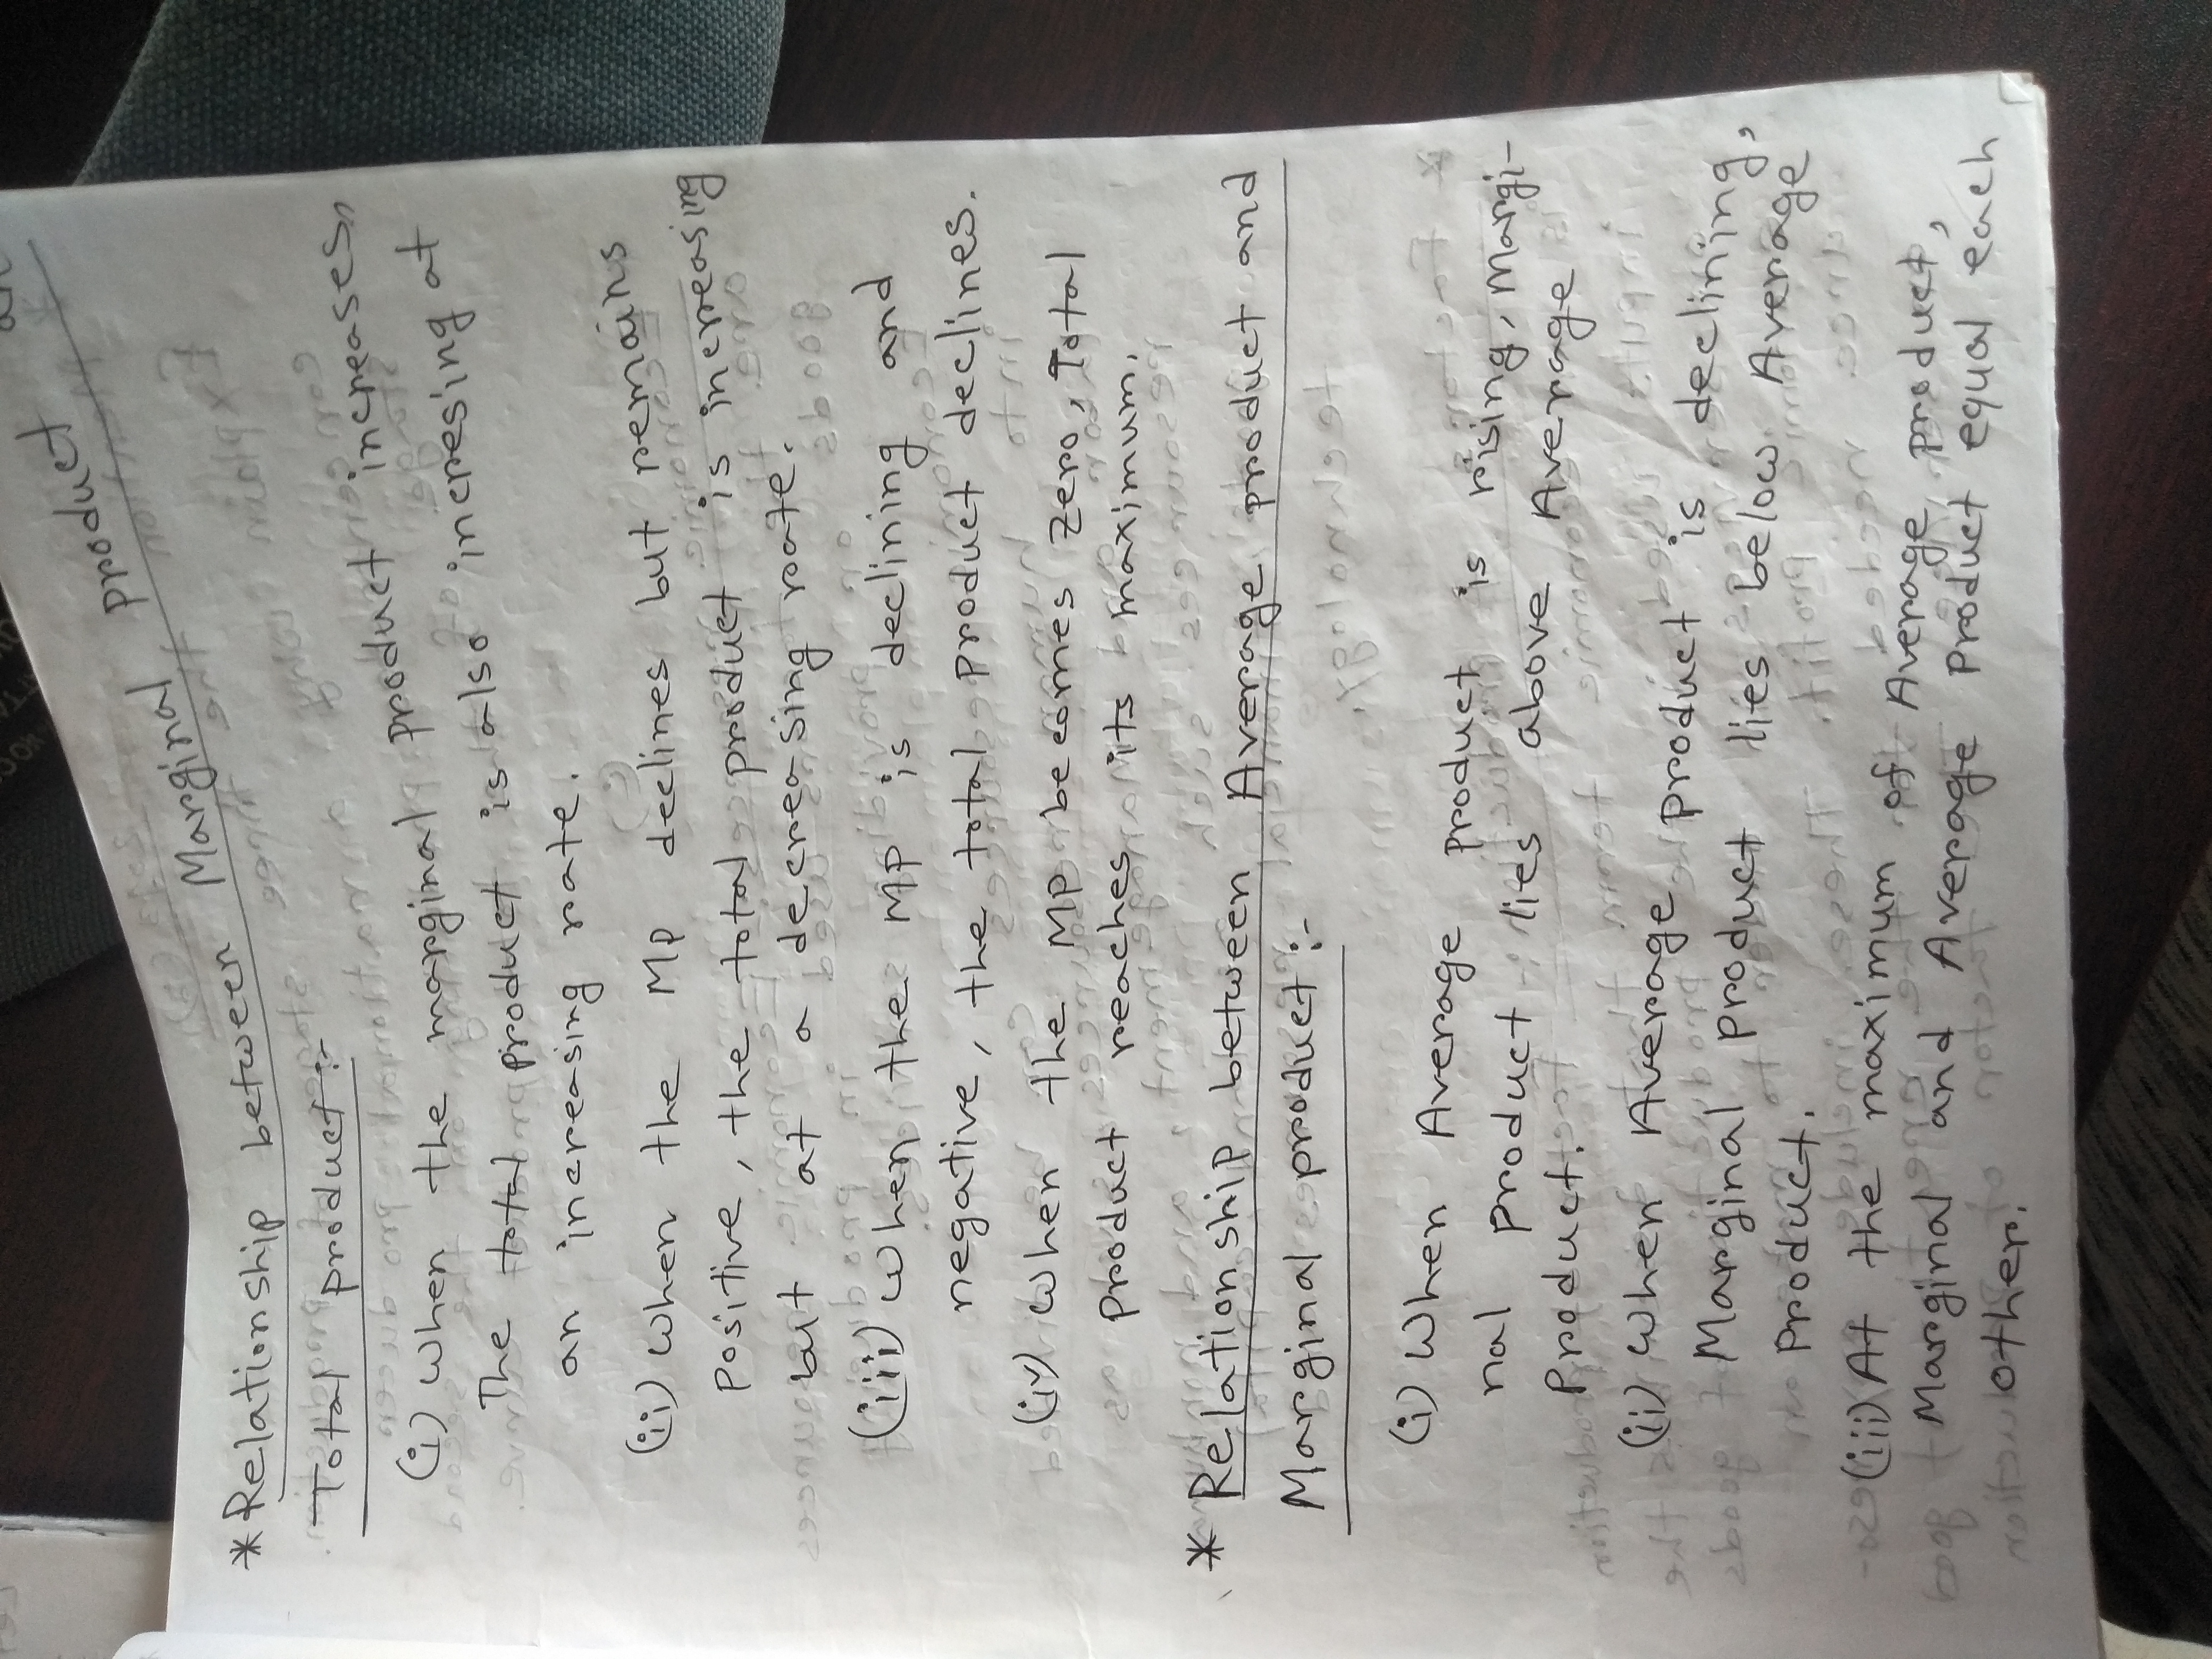 * Relationship between Marginal product an
Total product:-
(i) When the marginal product increases,
The total product is also incresing at
an increasing rate.
(ii) When the MP declines but remains
Positive, the total product is increasing
but at a decreasing rate.
(iii) When the MP is declining and
negative, the total product declines.
(iv) When the MP becomes zero, Total
Product reaches its maximum.
* Relationship between Average product and
Marginal product:-
(i) When Average product is rising, Margi-
nal product lies above Average
Product.
(ii) When Average product is declining,
Marginal product lies below Average
Product.
(iii) At the maximum of Average product,
Marginal and Average Product equal each
other.